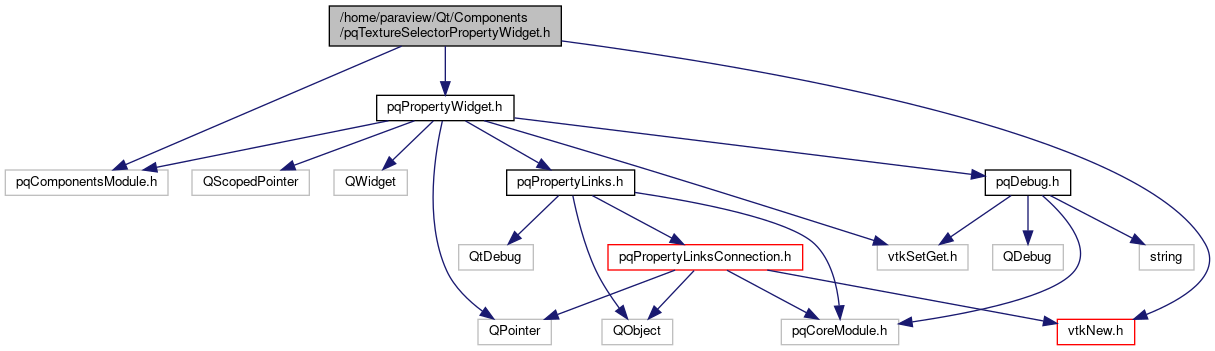 /home/paraview/Qt/Components
/pqTextureSelectorPropertyWidget.h
pqPropertyWidget.h
pqComponentsModule.h
QScopedPointer
QWidget
pqPropertyLinks.h
pqDebug.h
QtDebug
pqPropertyLinksConnection.h
vtkSetGet.h
QDebug
string
QPointer
QObject
pqCoreModule.h
vtkNew.h